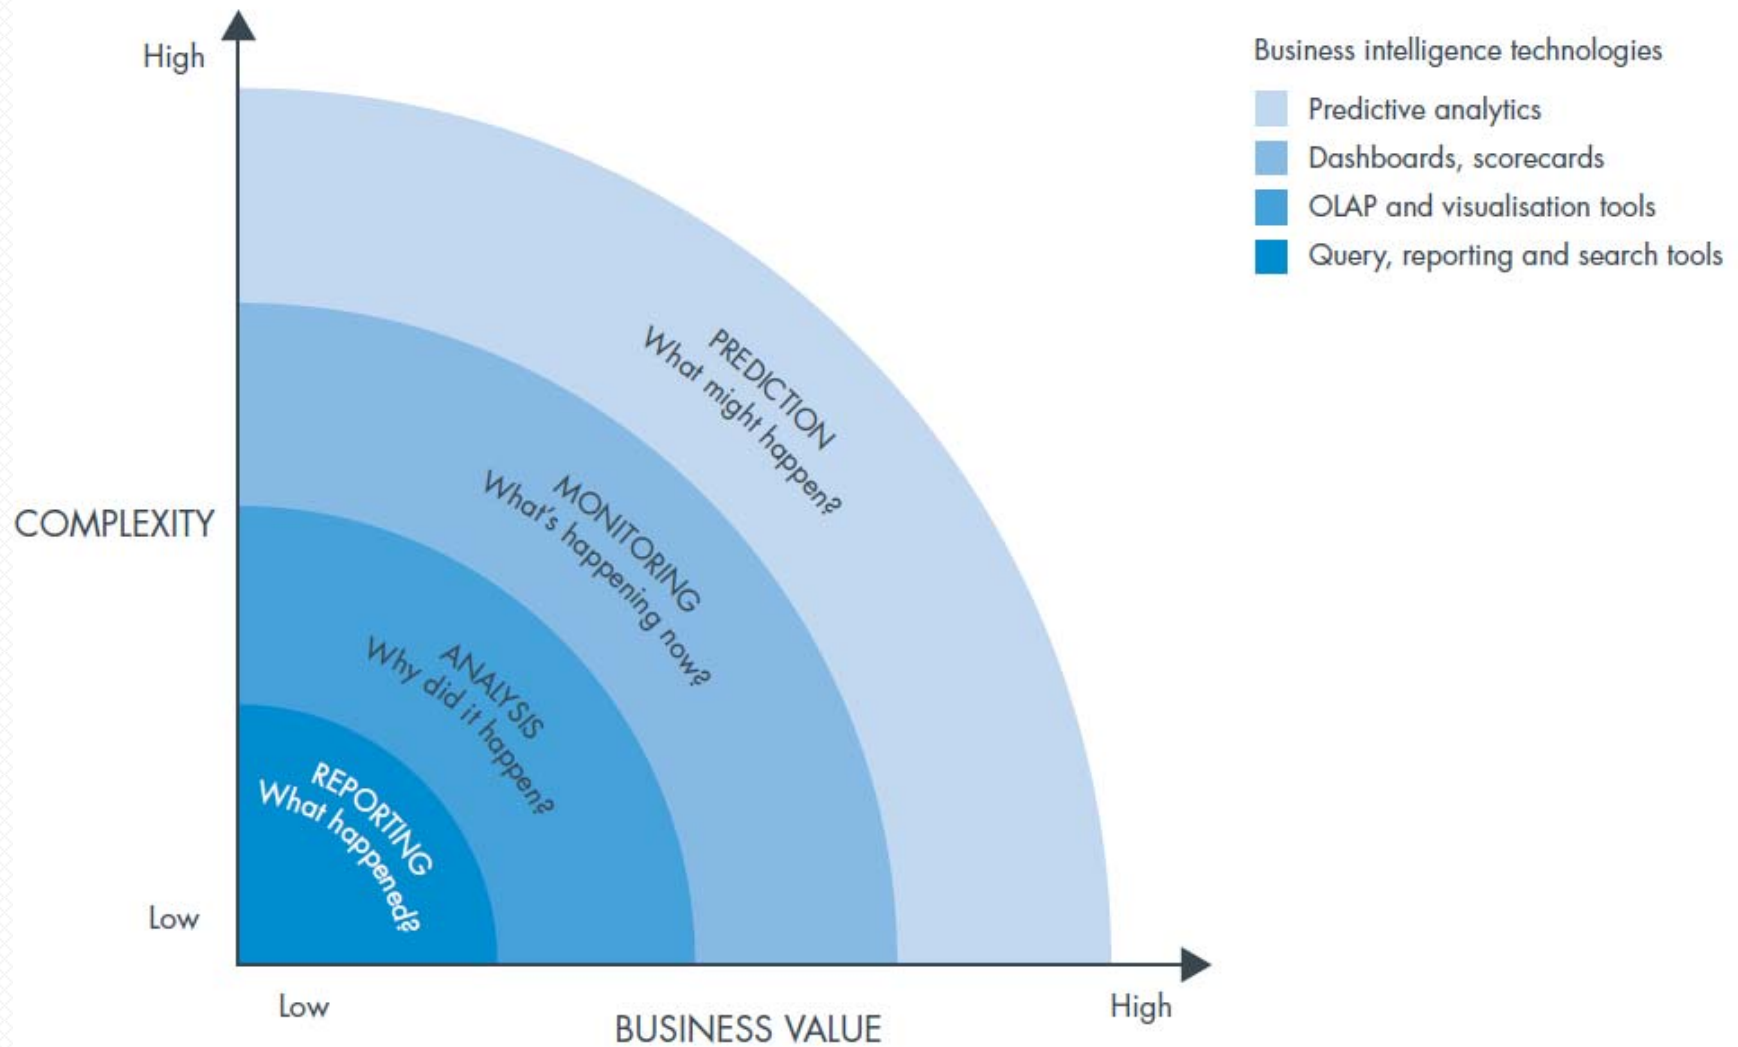 High
COMPLEXITY
Low
Low
BUSINESS VALUE
High
PREDICTION
What might happen?
MONITORING
What's happening now?
ANALYSIS
Why did it happen?
REPORTING
What happened?
Business intelligence technologies
Predictive analytics
Dashboards, scorecards
OLAP and visualisation tools
Query, reporting and search tools